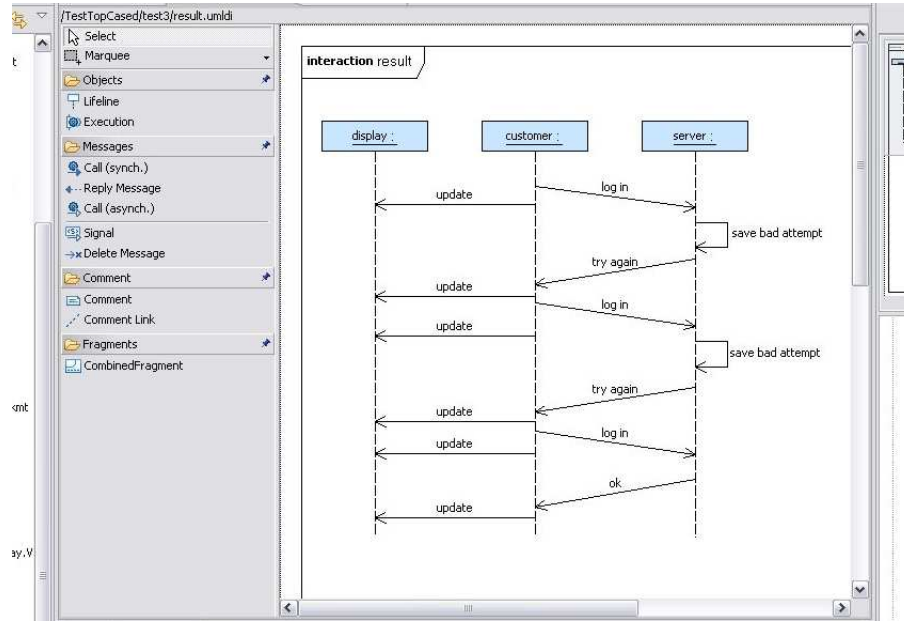 /TestTopCased/test3/result.umldi
Select
Marquee
Objects
Lifeline
Execution
Messages
Call (synch.)
Reply Message
Call (asynch.)
Signal
Delete Message
Comment
Comment
Comment Link
Fragments
CombinedFragment
t
kmt
ay.V
interaction result
display :
customer :
server :
log in
update
save bad attempt
try again
update
log in
update
save bad attempt
try again
update
log in
update
ok
update